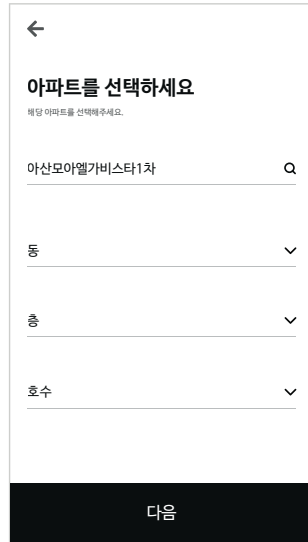 아파트를 선택하세요
해당 아파트를 선택해주세요.
아산모아엘가비스타1차
동
층
호수
다음